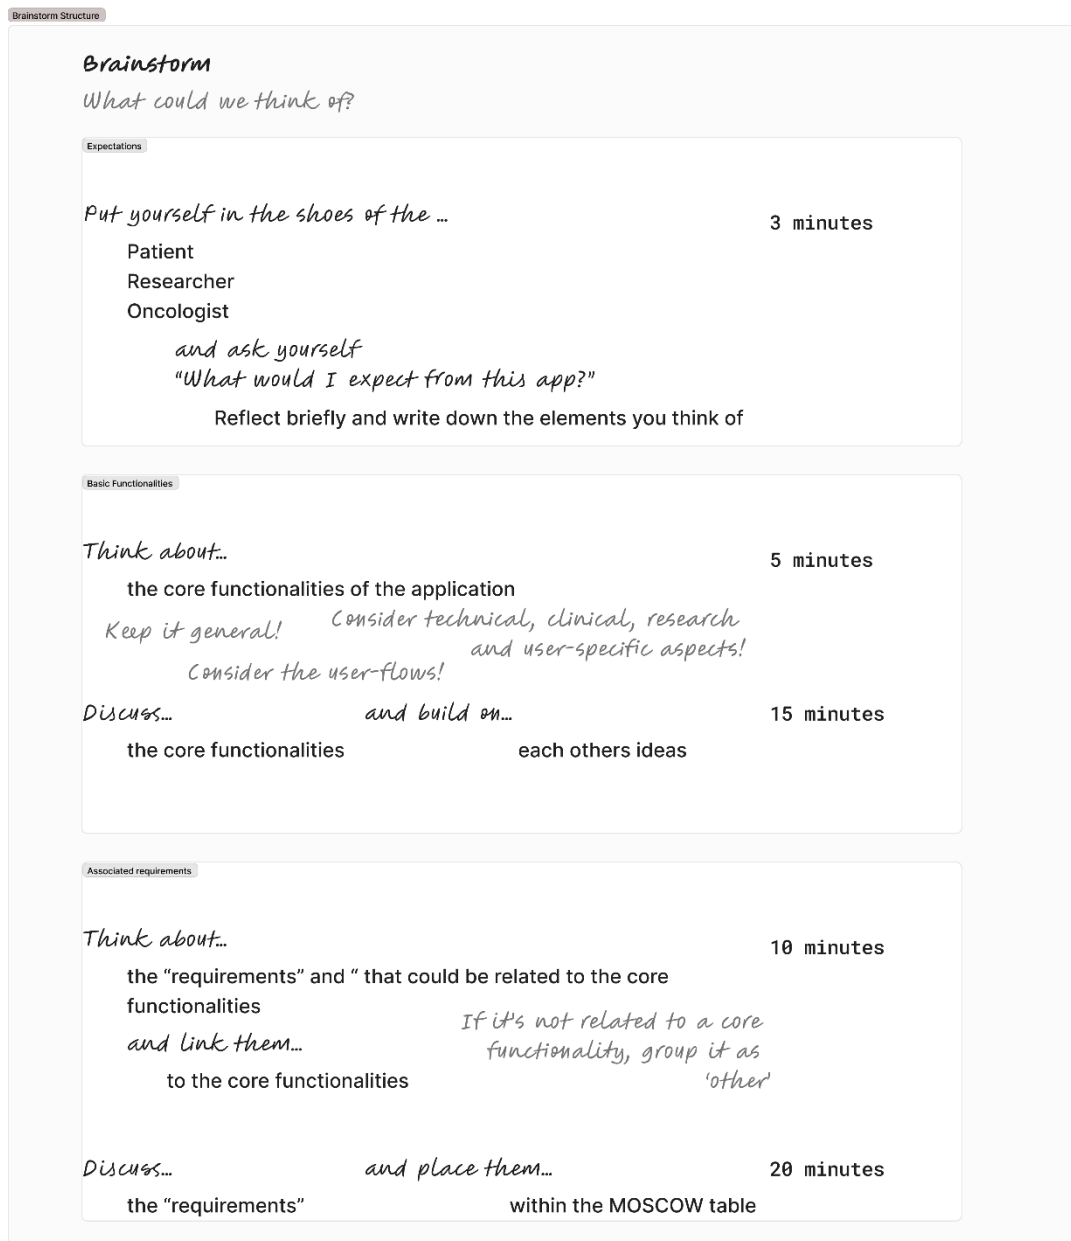 Brainstorm Structure
Brainstorm
What could we think of?
Expectations
Put yourself in the shoes of the ...
3 minutes
Patient
Researcher
Oncologist
and ask yourself
“What would I expect from this app?”
Reflect briefly and write down the elements you think of
Basic Functionalities
Think about...
5 minutes
the core functionalities of the application
Keep it general!
Consider technical, clinical, research
and user-specific aspects!
Consider the user-flows!
Discuss... and build on...
15 minutes
the core functionalities each others ideas
Associated requirements
Think about...
10 minutes
the “requirements” and “ that could be related to the core
functionalities
If it's not related to a core
functionality, group it as
'other'
and link them...
to the core functionalities
Discuss... and place them...
20 minutes
the “requirements” within the MOSCOW table